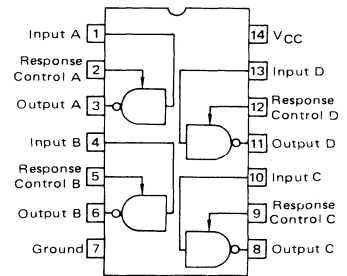 Input A 1
Response
Control A 2
Output A 3
Input B 4
Response
Control B 5
Output B 6
Ground 7
14 VCC
13 Input D
12 Response
Control D
11 Output D
10 Input C
9 Response
Control C
8 Output C